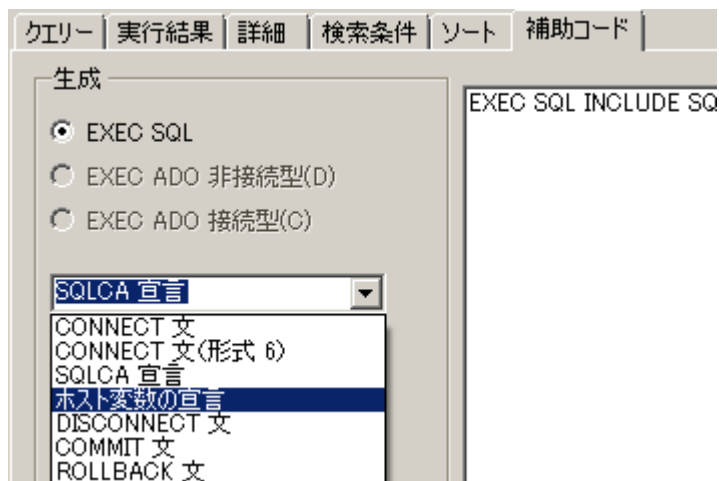 クエリー 実行結果 詳細 検索条件 ソート 補助コード
生成
EXEC SQL
EXEC ADO 非接続型(D)
EXEC ADO 接続型(C)
SQLCA 宣言
CONNECT 文
CONNECT 文(形式 6)
SQLCA 宣言
ホスト変数の宣言
DISCONNECT 文
COMMIT 文
ROLLBACK 文
EXEC SQL INCLUDE SQ